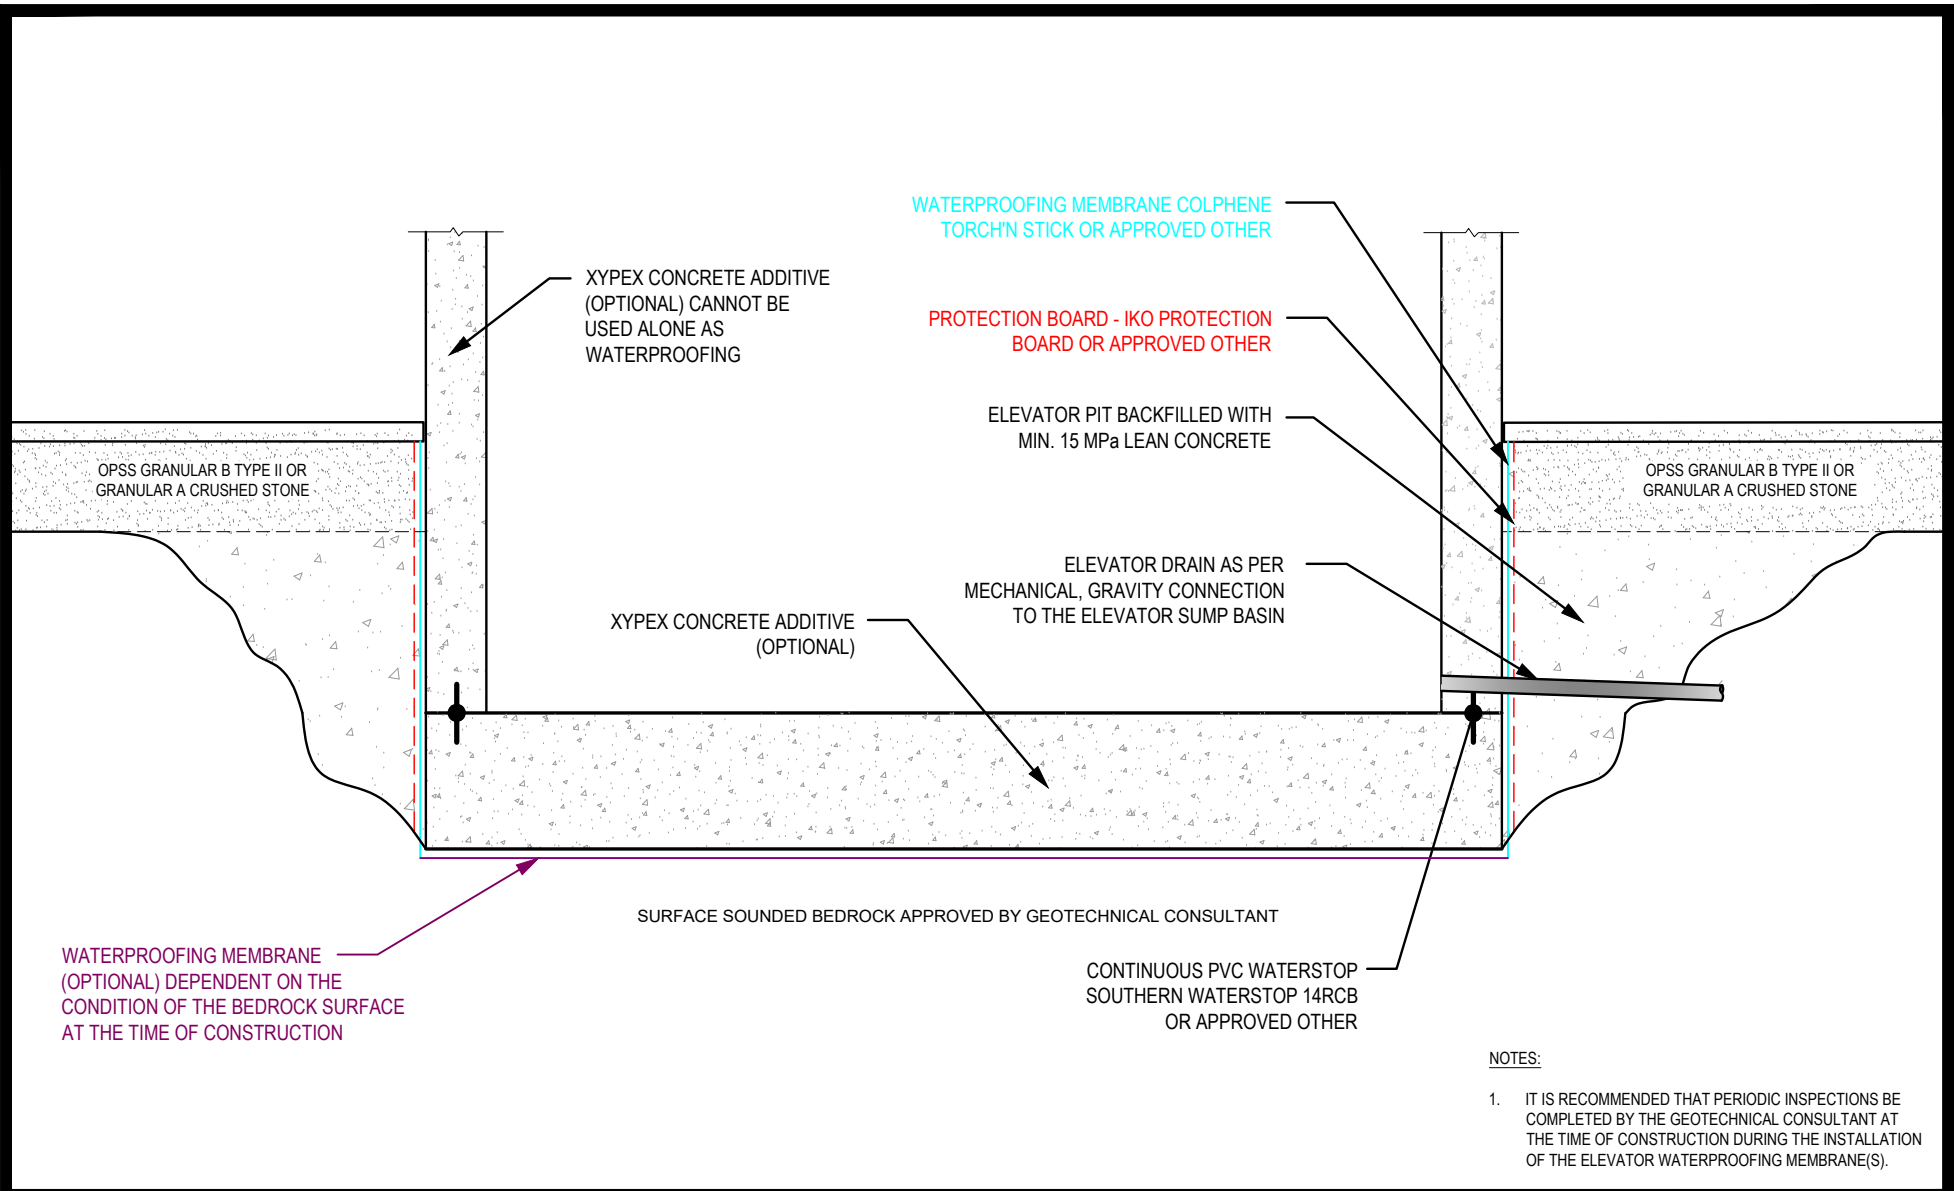 WATERPROOFING MEMBRANE COLPHENE
TORCH'N STICK OR APPROVED OTHER
XYPEX CONCRETE ADDITIVE
(OPTIONAL) CANNOT BE
USED ALONE AS
WATERPROOFING
PROTECTION BOARD - IKO PROTECTION
BOARD OR APPROVED OTHER
ELEVATOR PIT BACKFILLED WITH
MIN. 15 MPa LEAN CONCRETE
OPSS GRANULAR B TYPE II OR
GRANULAR A CRUSHED STONE
OPSS GRANULAR B TYPE II OR
GRANULAR A CRUSHED STONE
ELEVATOR DRAIN AS PER
MECHANICAL, GRAVITY CONNECTION
TO THE ELEVATOR SUMP BASIN
XYPEX CONCRETE ADDITIVE
(OPTIONAL)
SURFACE SOUNDED BEDROCK APPROVED BY GEOTECHNICAL CONSULTANT
WATERPROOFING MEMBRANE
(OPTIONAL) DEPENDENT ON THE
CONDITION OF THE BEDROCK SURFACE
AT THE TIME OF CONSTRUCTION
CONTINUOUS PVC WATERSTOP
SOUTHERN WATERSTOP 14RCB
OR APPROVED OTHER
NOTES:
1. IT IS RECOMMENDED THAT PERIODIC INSPECTIONS BE
COMPLETED BY THE GEOTECHNICAL CONSULTANT AT
THE TIME OF CONSTRUCTION DURING THE INSTALLATION
OF THE ELEVATOR WATERPROOFING MEMBRANE(S).